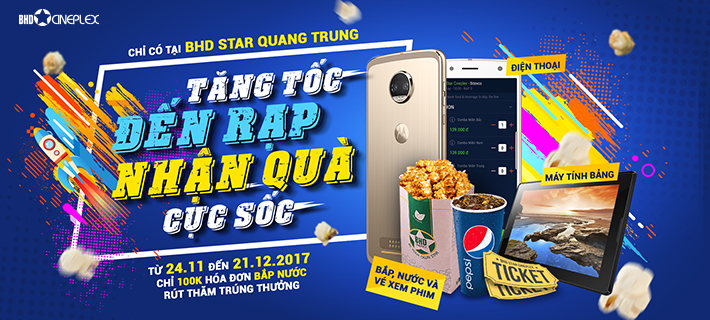 BHD CINEPLEX
CHỈ CÓ TẠI BHD STAR QUANG TRUNG
TĂNG TỐC
ĐẾN RẠP
NHẬN QUÀ
CỰC SỐC
TỪ 24.11 ĐẾN 21.12.2017
CHỈ 100K HÓA ĐƠN BẮP NƯỚC
RÚT THĂM TRÚNG THƯỞNG
ĐIỆN THOẠI
MÁY TÍNH BẢNG
BẮP, NƯỚC VÀ
VÉ XEM PHIM
BHD
pepsi
TICKET
TICKET